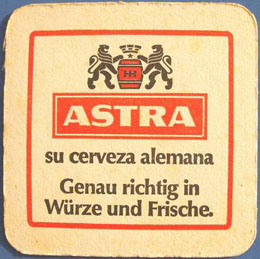 ASTRA
su cerveza alemana
Genau richtig in
Würze und Frische.